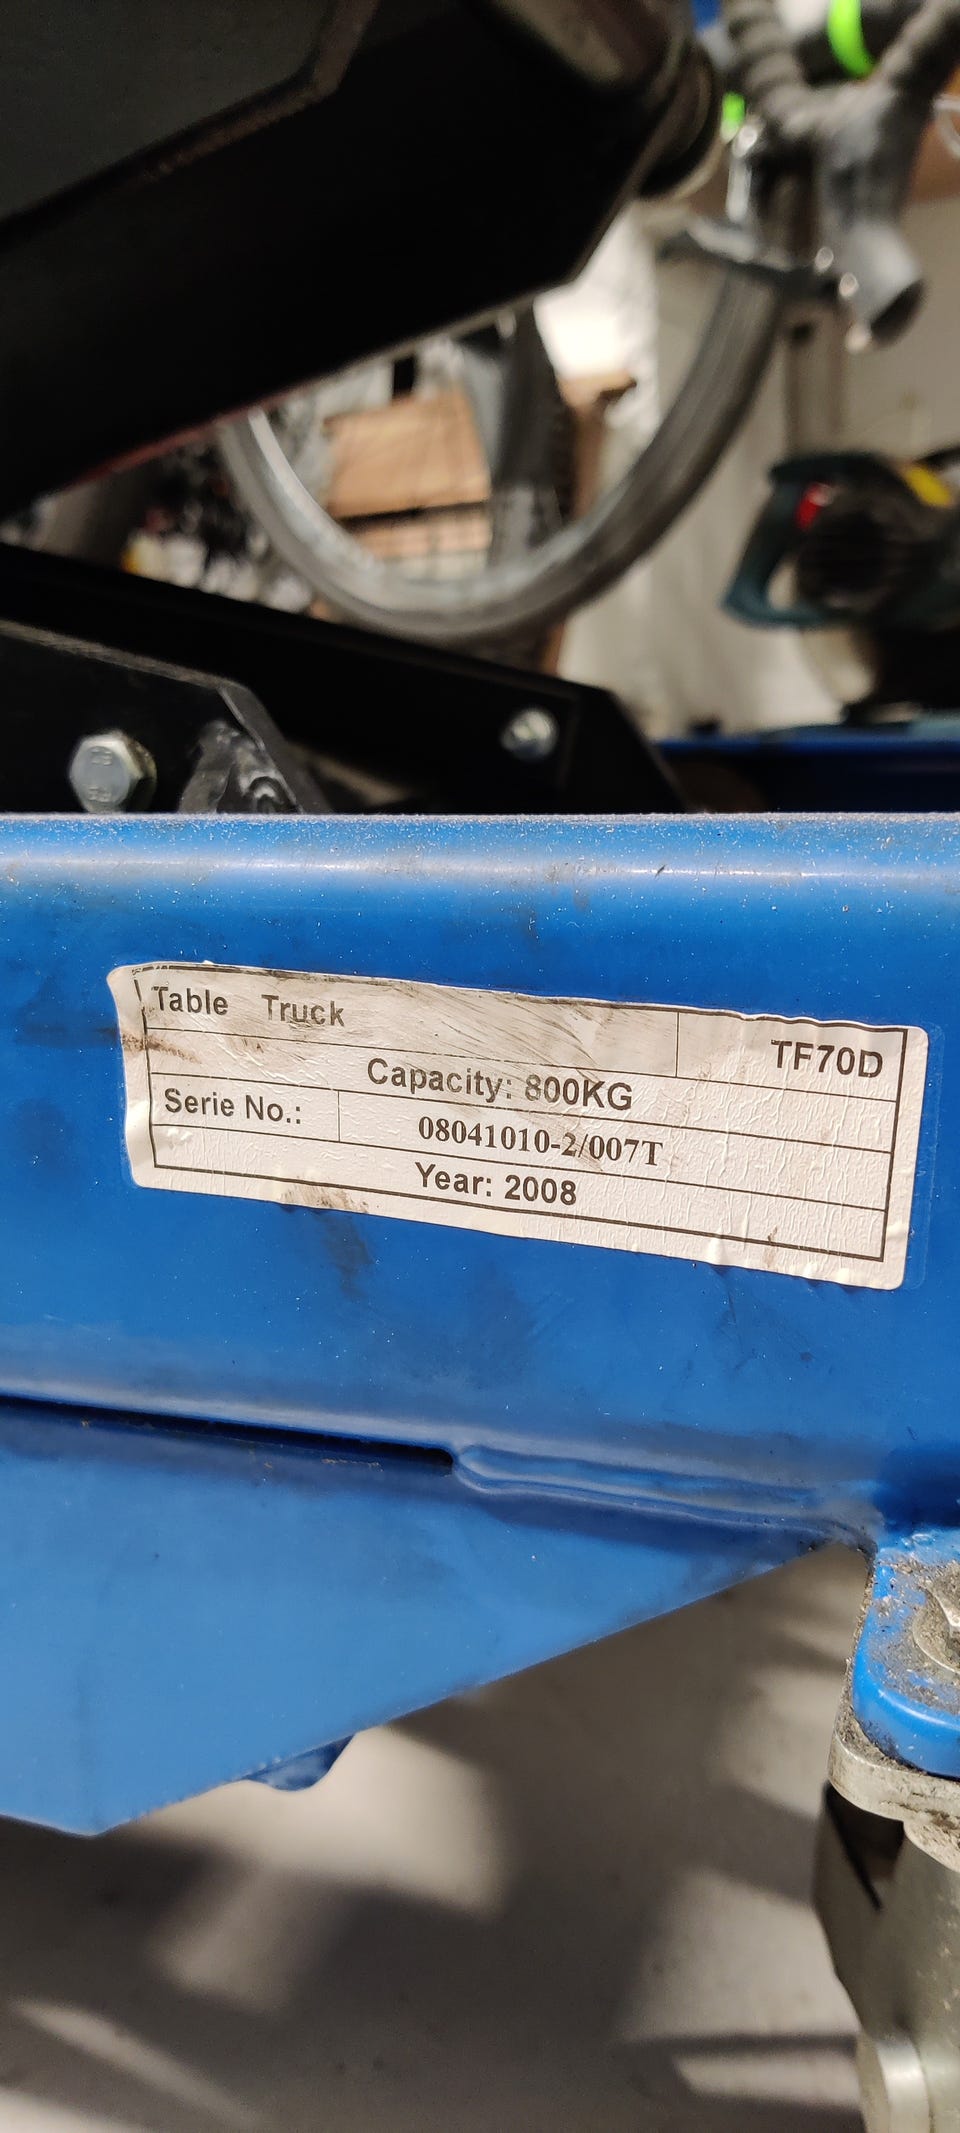 Table Truck TF70D
Capacity: 800KG
Serie No.: 08041010-2/007T
Year: 2008